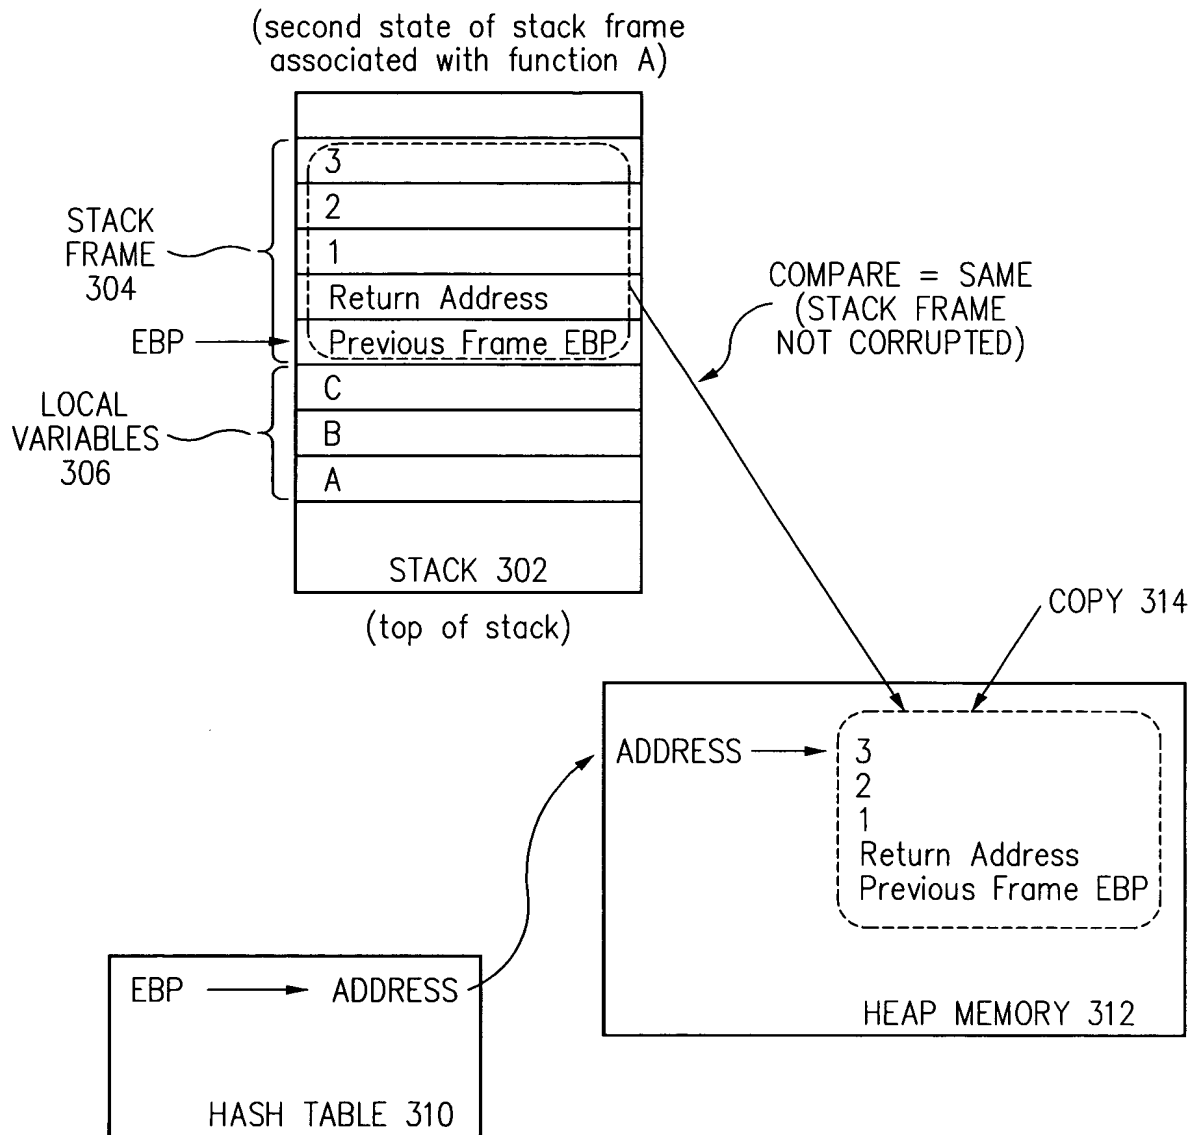 (second state of stack frame
associated with function A)
3
2
1
Return Address
Previous Frame EBP
C
B
A
STACK 302
(top of stack)
STACK
FRAME
304
EBP
LOCAL
VARIABLES
306
COMPARE = SAME
(STACK FRAME
NOT CORRUPTED)
COPY 314
ADDRESS
3
2
1
Return Address
Previous Frame EBP
HEAP MEMORY 312
EBP
ADDRESS
HASH TABLE 310